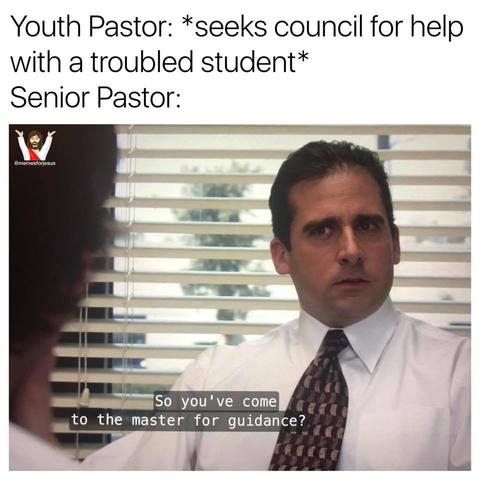 Youth Pastor: *seeks council for help
with a troubled student*
Senior Pastor:
@memesforjesus
So you've come
to the master for guidance?